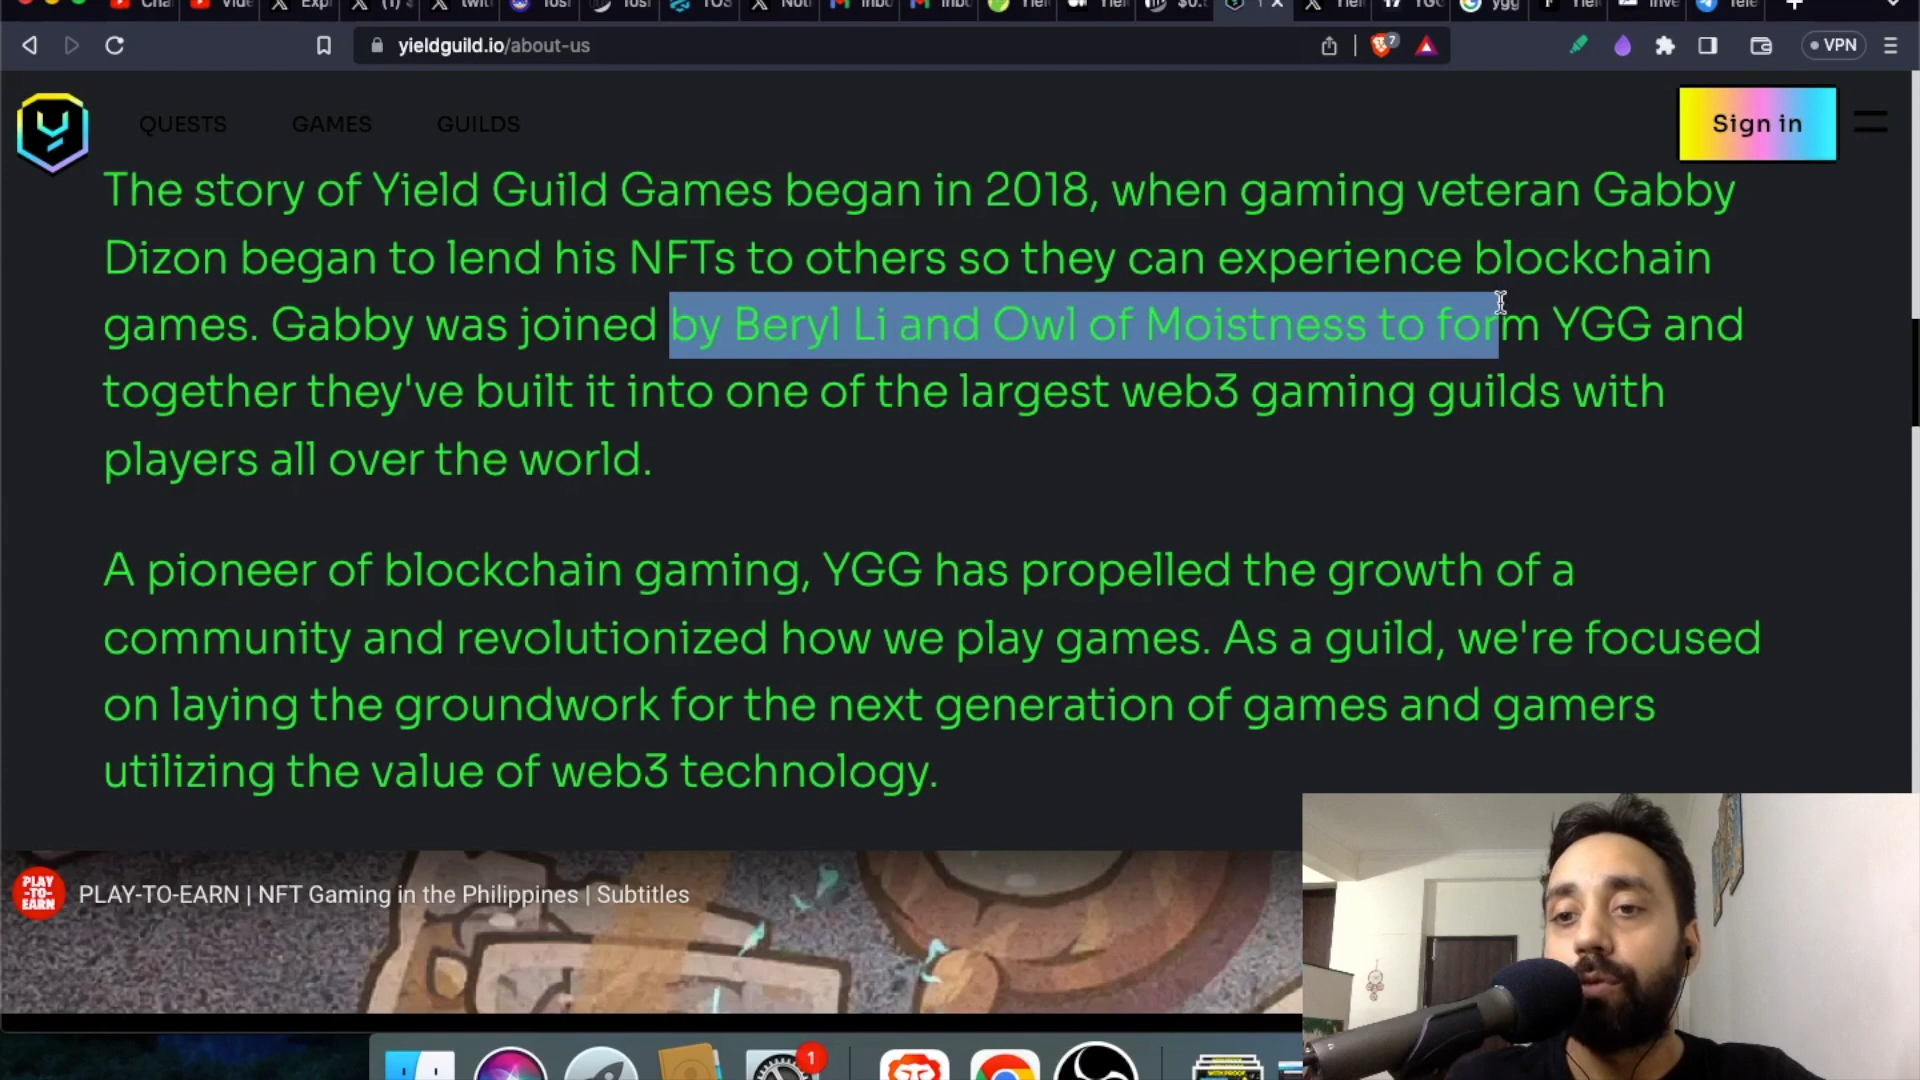 yieldguild.io/about-us
7
VPN
QUESTS GAMES GUILDS
Sign in
The story of Yield Guild Games began in 2018, when gaming veteran Gabby
Dizon began to lend his NFTs to others so they can experience blockchain
games. Gabby was joined by Beryl Li and Owl of Moistness to form YGG and
together they've built it into one of the largest web3 gaming guilds with
players all over the world.
A pioneer of blockchain gaming, YGG has propelled the growth of a
community and revolutionized how we play games. As a guild, we're focused
on laying the groundwork for the next generation of games and gamers
utilizing the value of web3 technology.
PLAY
-TO-
EARN
PLAY-TO-EARN | NFT Gaming in the Philippines | Subtitles
1